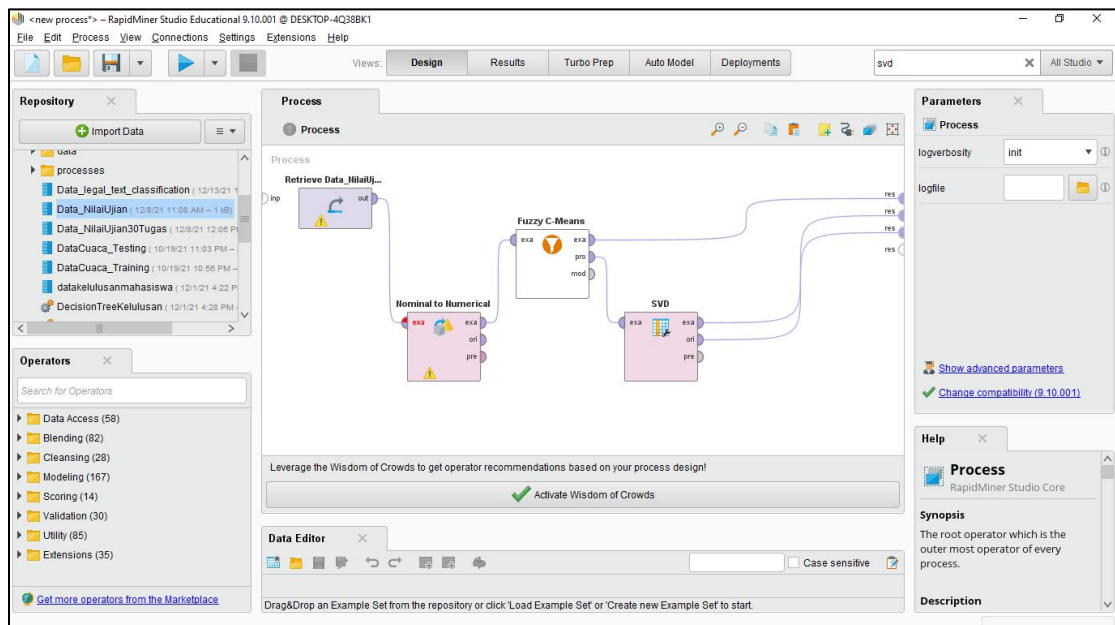 <new process*> – RapidMiner Studio Educational 9.10.001 @ DESKTOP-4Q38BK1
File Edit Process View Connections Settings Extensions Help
Views: Design Results Turbo Prep Auto Model Deployments svd All Studio
Repository
Import Data
data
processes
Data_legal_text_classification ( 12/13/21 1
Data_NilaiUjian ( 12/8/21 11:08 AM – 1 kB)
Data_NilaiUjian30Tugas ( 12/8/21 12:06 P
DataCuaca_Testing ( 10/19/21 11:03 PM –
DataCuaca_Training ( 10/19/21 10:56 PM –
datakelulusanmahasiswa ( 12/1/21 4:22 P
DecisionTreeKelulusan ( 12/1/21 4:28 PM
Operators
Search for Operators
Data Access (58)
Blending (82)
Cleansing (28)
Modeling (167)
Scoring (14)
Validation (30)
Utility (85)
Extensions (35)
Get more operators from the Marketplace
Process
Process
Process
Retrieve Data_NilaiUj...
inp
out
Fuzzy C-Means
exa exa
pro
mod
Nominal to Numerical
exa exa
ori
pre
SVD
exa exa
ori
pre
res
res
res
res
Leverage the Wisdom of Crowds to get operator recommendations based on your process design!
Activate Wisdom of Crowds
Data Editor
Case sensitive
Drag&Drop an Example Set from the repository or click 'Load Example Set' or 'Create new Example Set' to start.
Parameters
Process
logverbosity init
logfile
Show advanced parameters
Change compatibility (9.10.001)
Help
Process
RapidMiner Studio Core
Synopsis
The root operator which is the
outer most operator of every
process.
Description